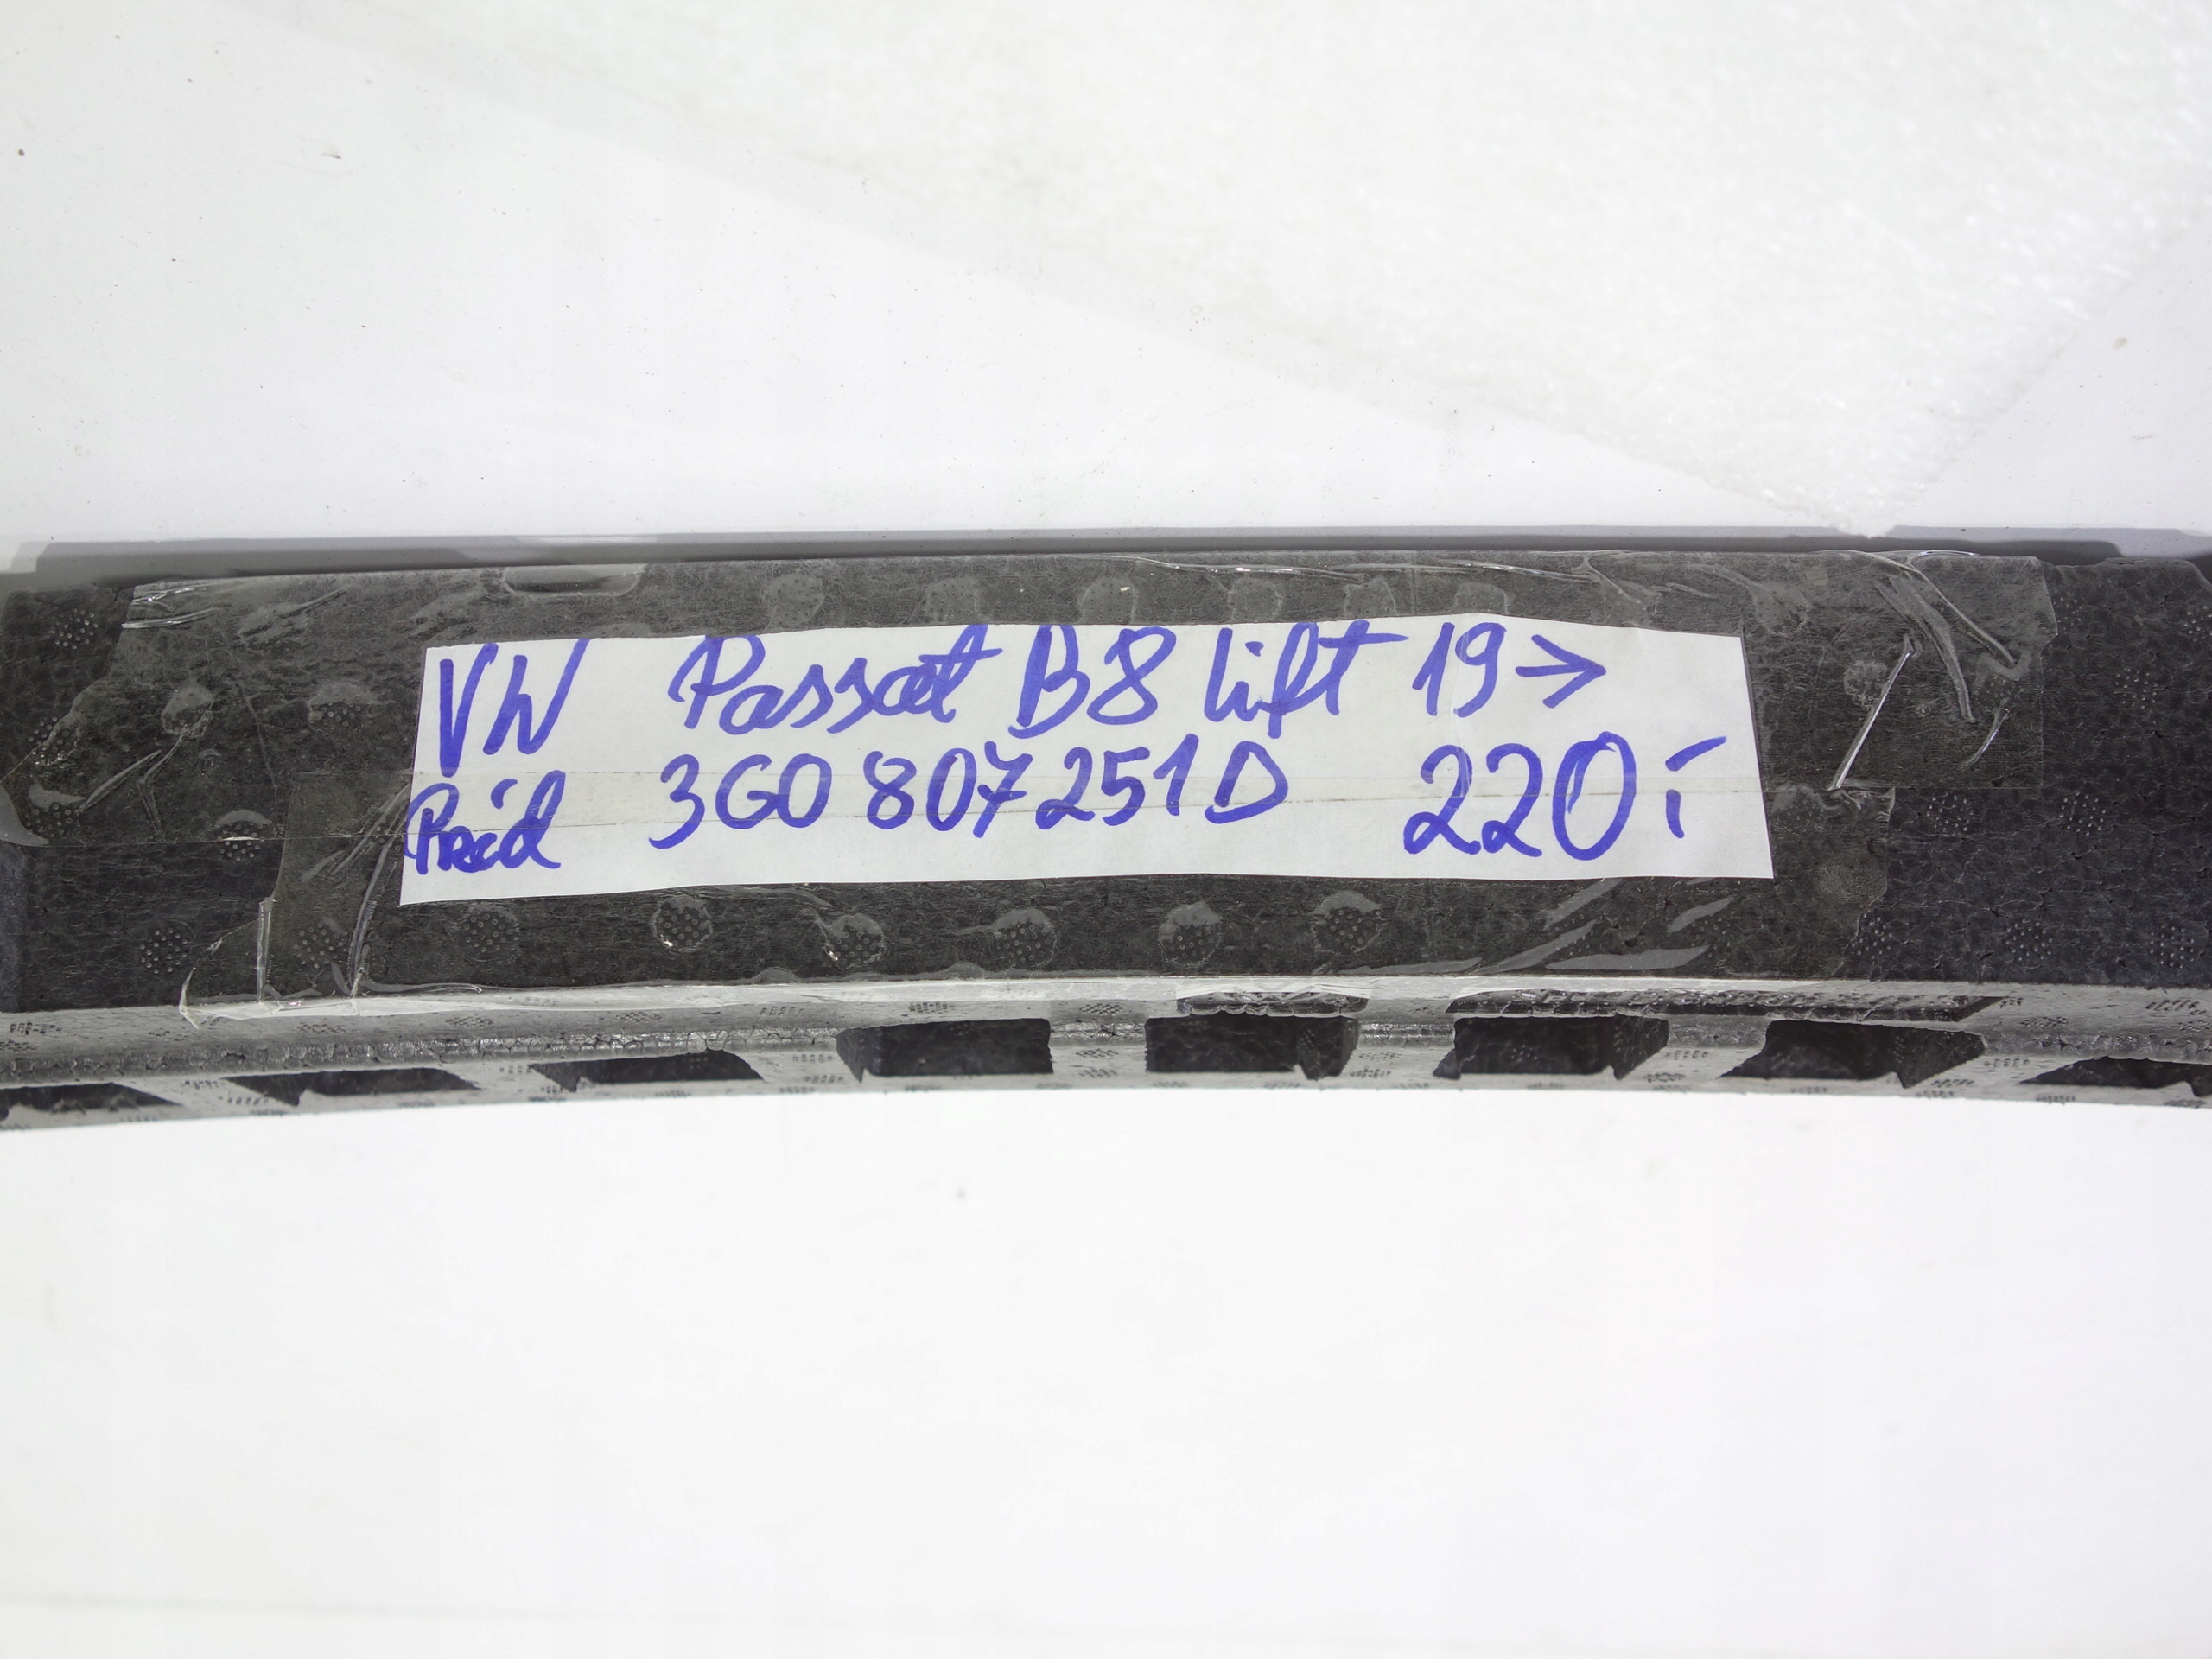 VW Passat B8 lift 19>
Przód 3G0 807 251 D 220,-